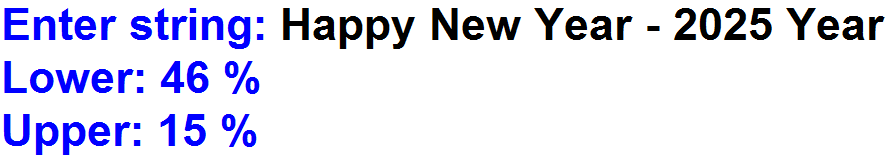 Enter string: Happy New Year - 2025 Year
Lower: 46 %
Upper: 15 %